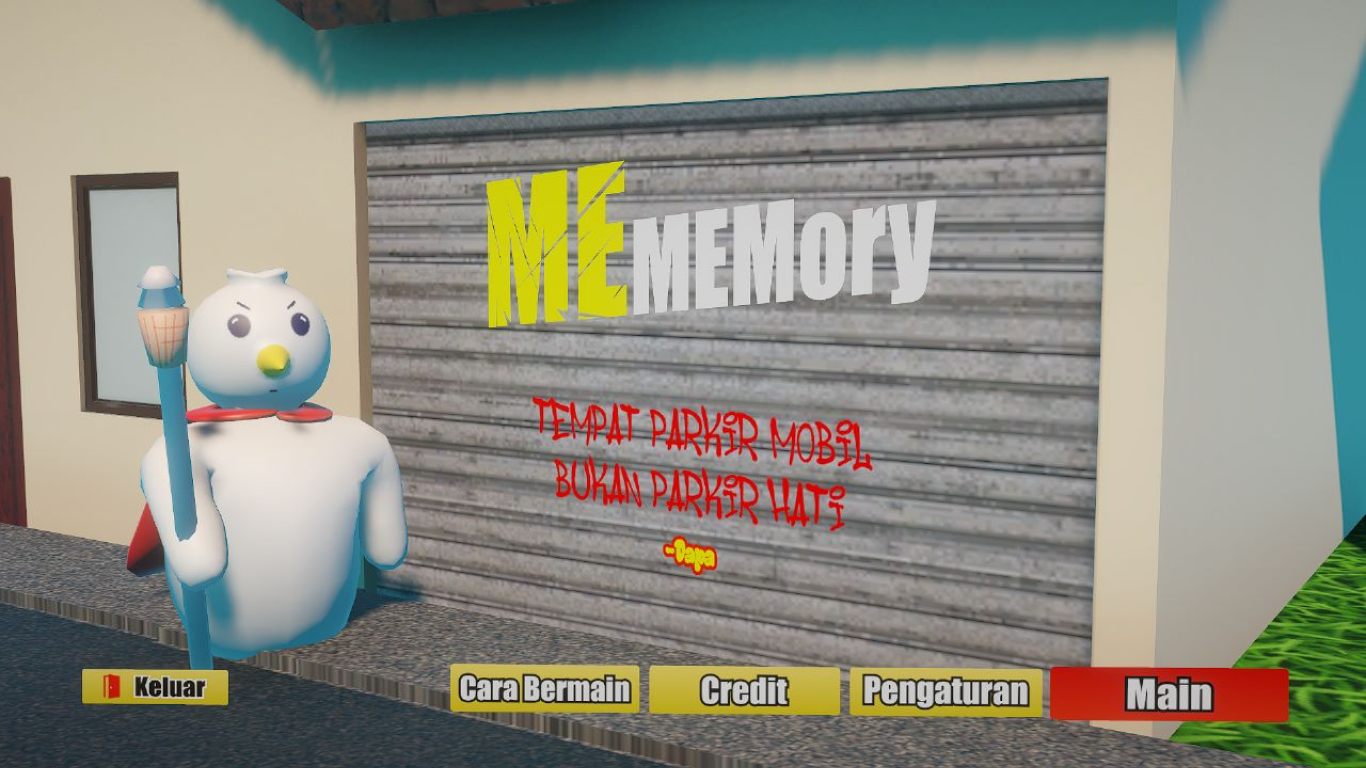 MEMEMory
TEMPAT PARKiR MOBiL
BUKAN PARKiR HATi
-Dapa
Keluar
Cara Bermain
Credit
Pengaturan
Main